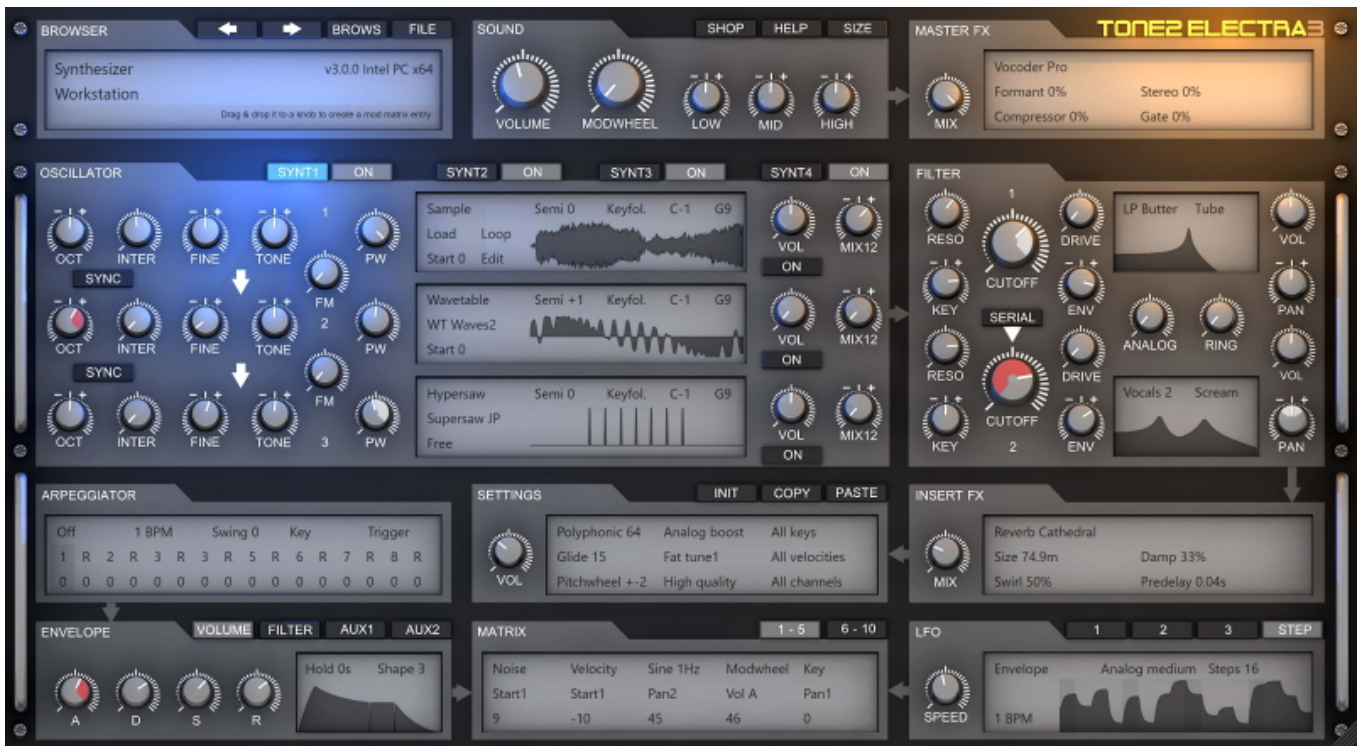 BROWSER BROWS FILE
Synthesizer v3.0.0 Intel PC x64
Workstation
Drag & drop it to a knob to create a mod matrix entry
SOUND SHOP HELP SIZE
VOLUME MODWHEEL LOW MID HIGH
MASTER FX TONE2 ELECTRA3
MIX
Vocoder Pro
Formant 0% Stereo 0%
Compressor 0% Gate 0%
OSCILLATOR SYNT1 ON SYNT2 ON SYNT3 ON SYNT4 ON
1
OCT INTER FINE TONE PW
SYNC FM
2
OCT INTER FINE TONE PW
SYNC FM
OCT INTER FINE TONE 3 PW
Sample Semi 0 Keyfol. C-1 G9
Load Loop
Start 0 Edit
VOL MIX12
ON
Wavetable Semi +1 Keyfol. C-1 G9
WT Waves2
Start 0
VOL MIX12
ON
Hypersaw Semi 0 Keyfol. C-1 G9
Supersaw JP
Free
VOL MIX12
ON
FILTER
1
RESO CUTOFF DRIVE
LP Butter Tube
VOL
KEY ENV PAN
SERIAL
ANALOG RING
RESO CUTOFF DRIVE
VOL
Vocals 2 Scream
KEY 2 ENV PAN
ARPEGGIATOR
Off 1 BPM Swing 0 Key Trigger
1 R 2 R 3 R 3 R 5 R 6 R 7 R 8 R
0 0 0 0 0 0 0 0 0 0 0 0 0 0 0 0
SETTINGS INIT COPY PASTE
VOL
Polyphonic 64 Analog boost All keys
Glide 15 Fat tune1 All velocities
Pitchwheel +-2 High quality All channels
INSERT FX
MIX
Reverb Cathedral
Size 74.9m Damp 33%
Swirl 50% Predelay 0.04s
ENVELOPE VOLUME FILTER AUX1 AUX2
A D S R
Hold 0s Shape 3
MATRIX 1 - 5 6 - 10
Noise Velocity Sine 1Hz Modwheel Key
Start1 Start1 Pan2 Vol A Pan1
9 -10 45 46 0
LFO 1 2 3 STEP
SPEED
Envelope Analog medium Steps 16
1 BPM